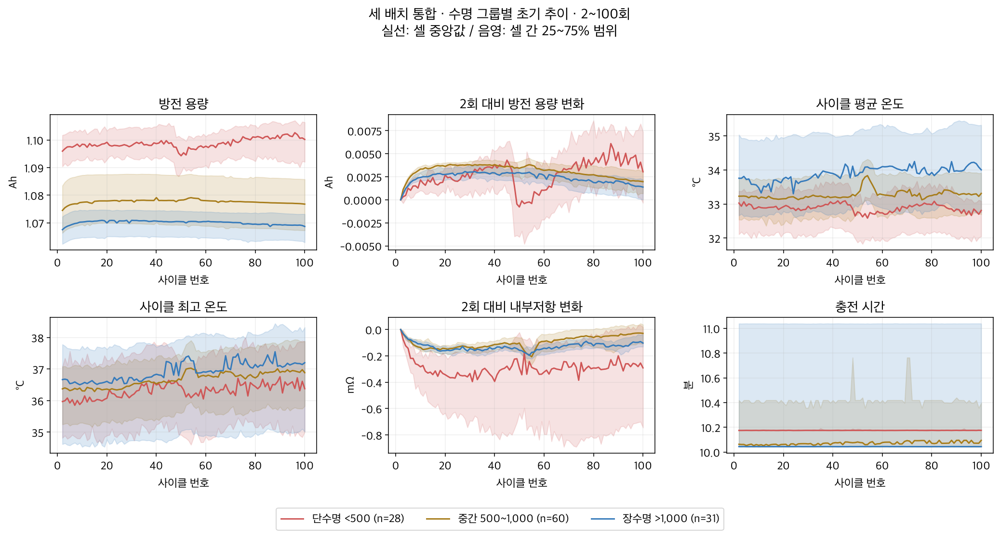 세 배치 통합 · 수명 그룹별 초기 추이 · 2~100회
실선: 셀 중앙값 / 음영: 셀 간 25~75% 범위
방전 용량
Ah
1.10
1.09
1.08
1.07
0 20 40 60 80 100
사이클 번호
2회 대비 방전 용량 변화
Ah
0.0075
0.0050
0.0025
0.0000
-0.0025
-0.0050
0 20 40 60 80 100
사이클 번호
사이클 평균 온도
°C
35
34
33
32
0 20 40 60 80 100
사이클 번호
사이클 최고 온도
°C
38
37
36
35
0 20 40 60 80 100
사이클 번호
2회 대비 내부저항 변화
mΩ
0.0
-0.2
-0.4
-0.6
-0.8
0 20 40 60 80 100
사이클 번호
충전 시간
분
11.0
10.8
10.6
10.4
10.2
10.0
0 20 40 60 80 100
사이클 번호
단수명 <500 (n=28)
중간 500~1,000 (n=60)
장수명 >1,000 (n=31)